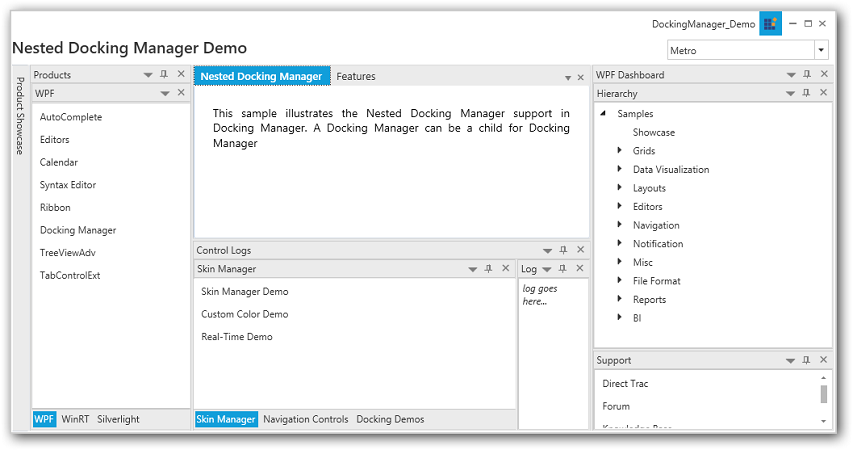 DockingManager_Demo
Nested Docking Manager Demo
Metro
Product Showcase
Products
WPF
AutoComplete
Editors
Calendar
Syntax Editor
Ribbon
Docking Manager
TreeViewAdv
TabControlExt
WPF WinRT Silverlight
Nested Docking Manager Features
This sample illustrates the Nested Docking Manager support in
Docking Manager. A Docking Manager can be a child for Docking
Manager
Control Logs
Skin Manager
Skin Manager Demo
Custom Color Demo
Real-Time Demo
Skin Manager Navigation Controls Docking Demos
Log
log goes
here...
WPF Dashboard
Hierarchy
Samples
Showcase
Grids
Data Visualization
Layouts
Editors
Navigation
Notification
Misc
File Format
Reports
BI
Support
Direct Trac
Forum
Knowledge Base